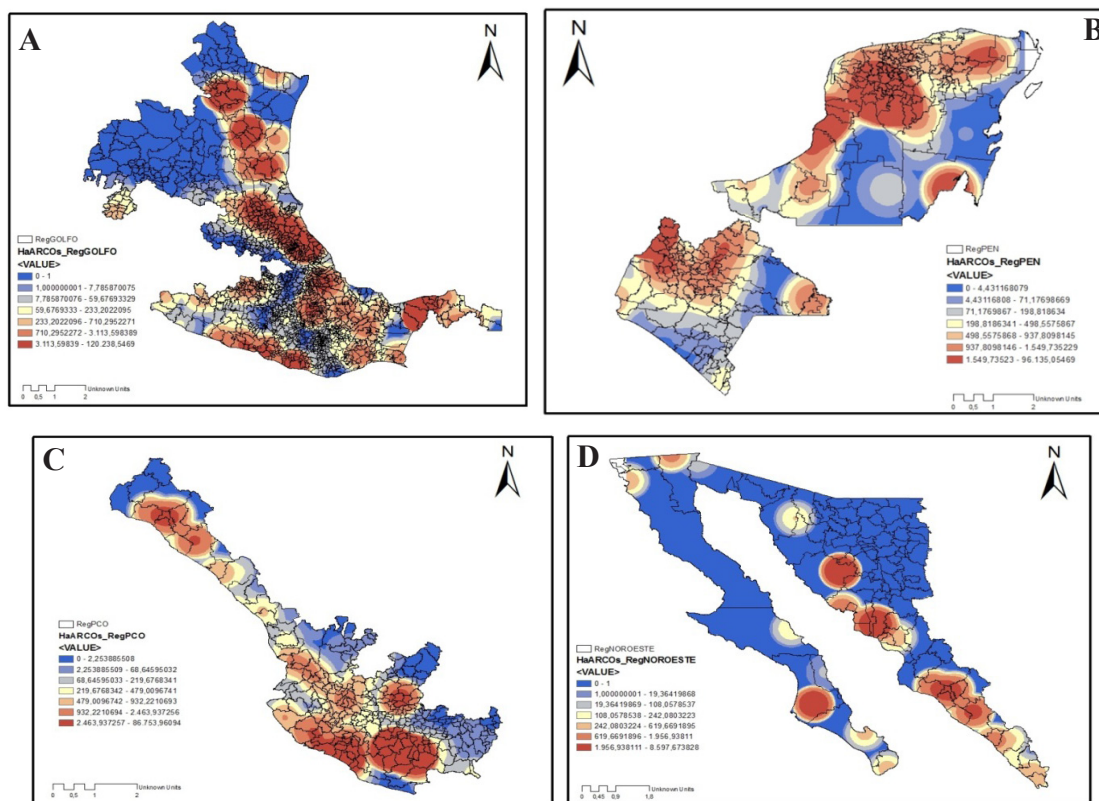 A
N
RegGOLFO
HaARCOs_RegGOLFO
<VALUE>
0 - 1
1,000000001 - 7,785870075
7,785870076 - 59,67693329
59,6769333 - 233,2022095
233,2022096 - 710,2952271
710,2952272 - 3.113,598389
3.113,59839 - 120.238,5469
0 0,5 1 2 Unknown Units
B
N
RegPEN
HaARCOs_RegPEN
<VALUE>
0 - 4,431168079
4,43116808 - 71,17698669
71,1769867 - 198,818634
198,8186341 - 498,5575867
498,5575868 - 937,8098145
937,8098146 - 1.549,735229
1.549,73523 - 96.135,05469
0 0,5 1 2 Unknown Units
C
N
RegPCO
HaARCOs_RegPCO
<VALUE>
0 - 2,253885508
2,253885509 - 68,64595032
68,64595033 - 219,6768341
219,6768342 - 479,0096741
479,0096742 - 932,2210693
932,2210694 - 2.463,937256
2.463,937257 - 86.753,96094
0 0,5 1 2 Unknown Units
D
N
RegNOROESTE
HaARCOs_RegNOROESTE
<VALUE>
0 - 1
1,000000001 - 19,36419868
19,36419869 - 108,0578537
108,0578538 - 242,0803223
242,0803224 - 619,6691895
619,6691896 - 1.956,93811
1.956,938111 - 8.597,673828
0 0,45 0,9 1,8 Unknown Units